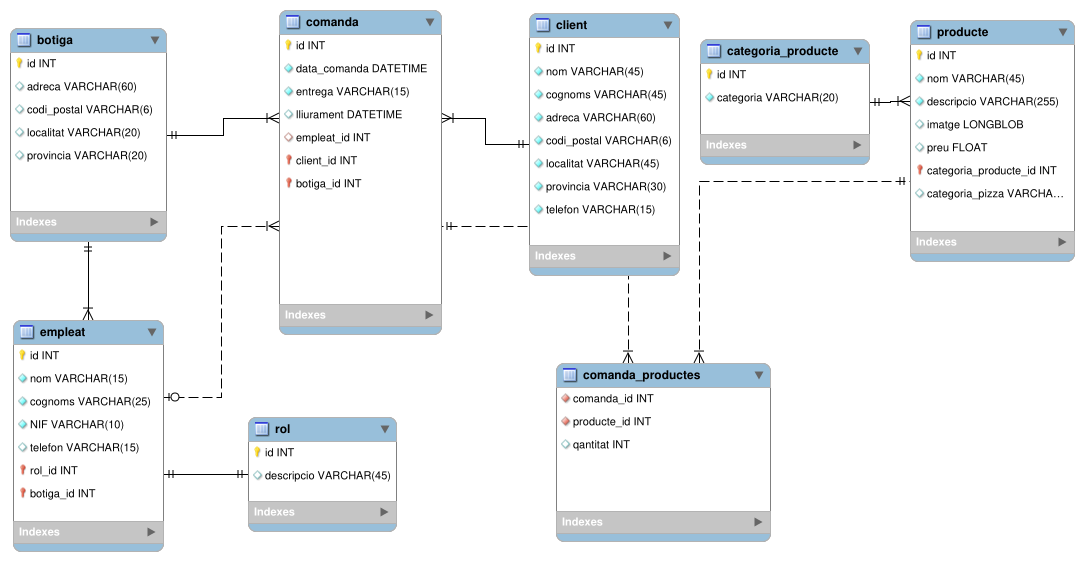 botiga
id INT
adreca VARCHAR(60)
codi_postal VARCHAR(6)
localitat VARCHAR(20)
provincia VARCHAR(20)
Indexes
comanda
id INT
data_comanda DATETIME
entrega VARCHAR(15)
lliurament DATETIME
empleat_id INT
client_id INT
botiga_id INT
Indexes
client
id INT
nom VARCHAR(45)
cognoms VARCHAR(45)
adreca VARCHAR(60)
codi_postal VARCHAR(6)
localitat VARCHAR(45)
provincia VARCHAR(30)
telefon VARCHAR(15)
Indexes
categoria_producte
id INT
categoria VARCHAR(20)
Indexes
producte
id INT
nom VARCHAR(45)
descripcio VARCHAR(255)
imatge LONGBLOB
preu FLOAT
categoria_producte_id INT
categoria_pizza VARCHA...
Indexes
empleat
id INT
nom VARCHAR(15)
cognoms VARCHAR(25)
NIF VARCHAR(10)
telefon VARCHAR(15)
rol_id INT
botiga_id INT
Indexes
rol
id INT
descripcio VARCHAR(45)
Indexes
comanda_productes
comanda_id INT
producte_id INT
qantitat INT
Indexes